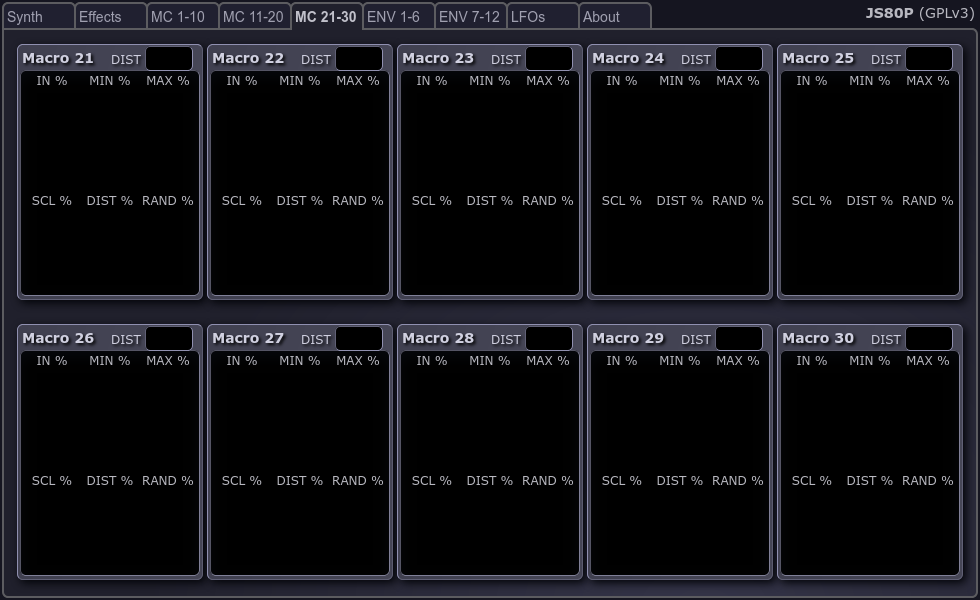 Synth Effects MC 1-10 MC 11-20 MC 21-30 ENV 1-6 ENV 7-12 LFOs About JS80P (GPLv3)
Macro 21 DIST Macro 22 DIST Macro 23 DIST Macro 24 DIST Macro 25 DIST
IN % MIN % MAX % IN % MIN % MAX % IN % MIN % MAX % IN % MIN % MAX % IN % MIN % MAX %
SCL % DIST % RAND % SCL % DIST % RAND % SCL % DIST % RAND % SCL % DIST % RAND % SCL % DIST % RAND %
Macro 26 DIST Macro 27 DIST Macro 28 DIST Macro 29 DIST Macro 30 DIST
IN % MIN % MAX % IN % MIN % MAX % IN % MIN % MAX % IN % MIN % MAX % IN % MIN % MAX %
SCL % DIST % RAND % SCL % DIST % RAND % SCL % DIST % RAND % SCL % DIST % RAND % SCL % DIST % RAND %